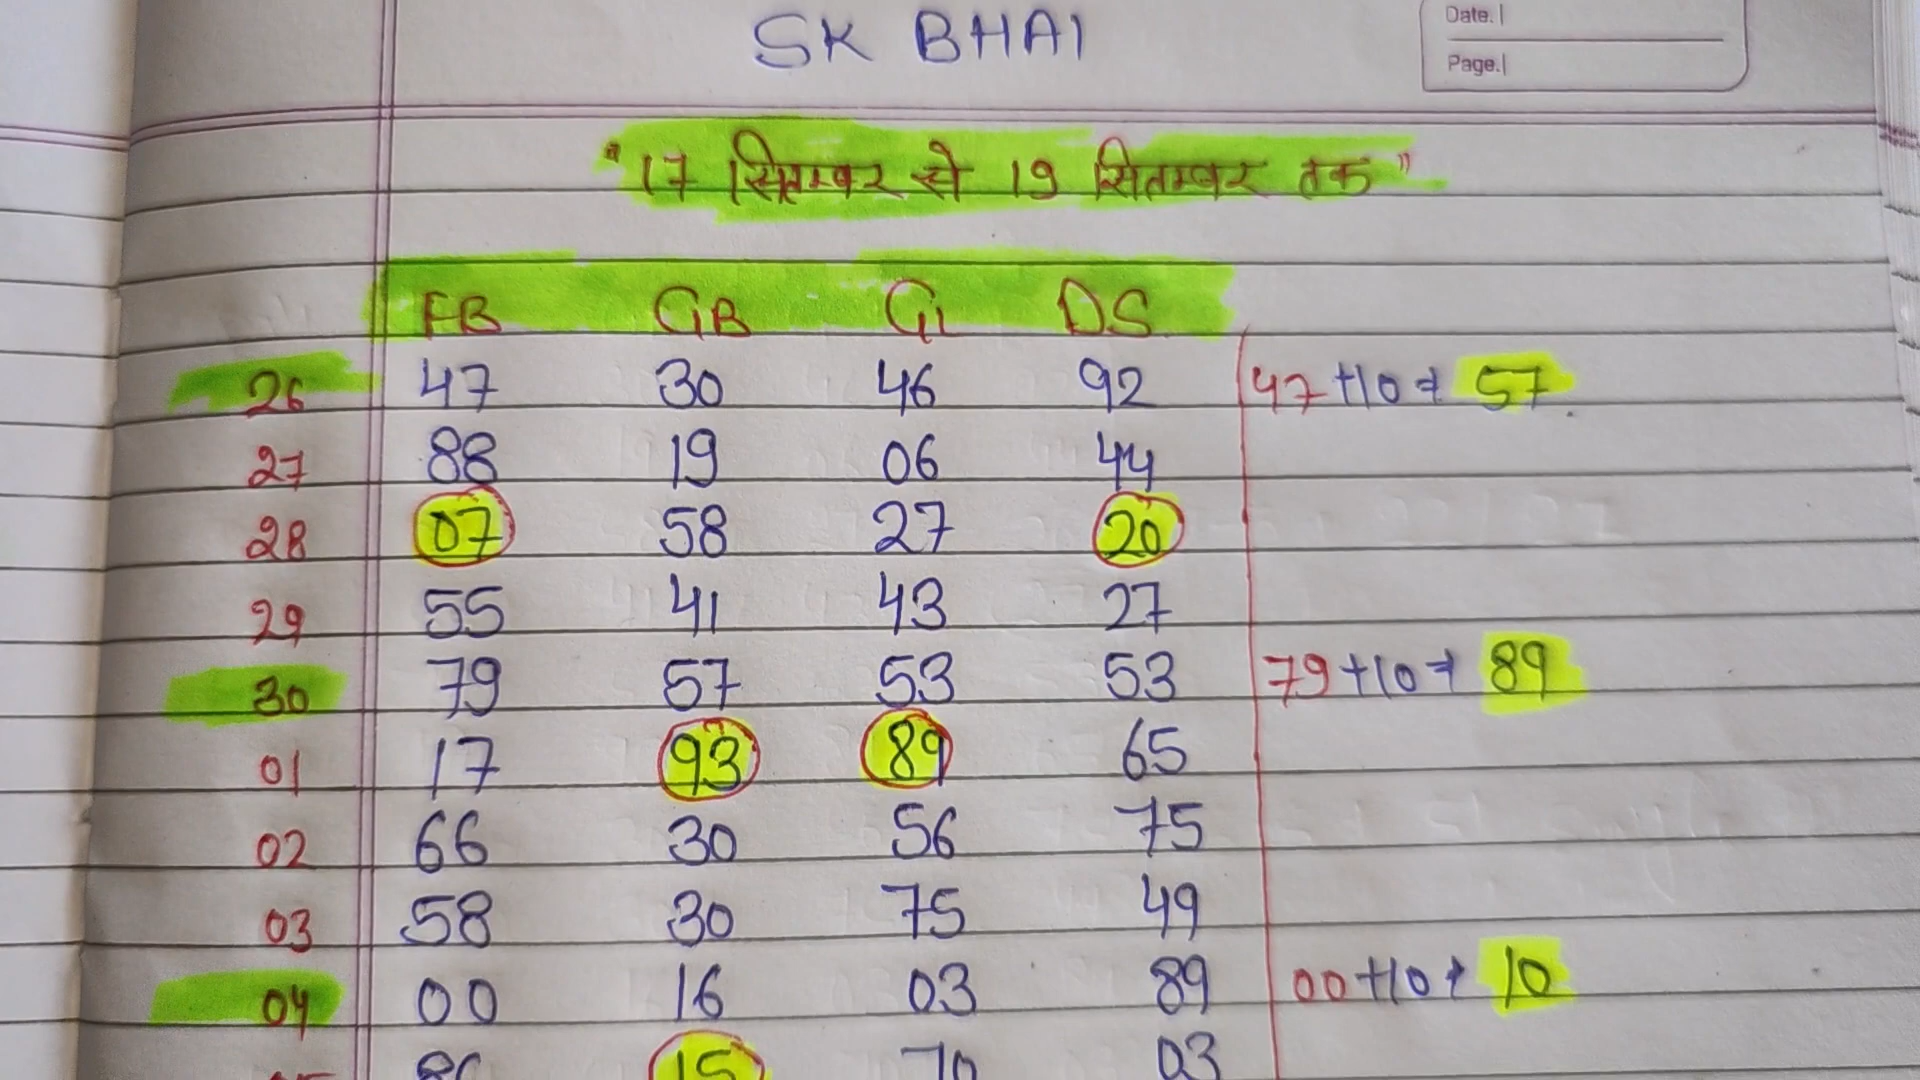 SK BHAI
Date.
Page.
"17 सितम्बर से 19 सितम्बर तक"
FB GB GL DS
26 47 30 46 92 47+10⇒ 57
27 88 19 06 44
28 07 58 27 20
29 55 41 43 27
30 79 57 53 53 79+10⇒ 89
01 17 93 89 65
02 66 30 56 75
03 58 30 75 49
04 00 16 03 89 00+10⇒ 10
15 70 03